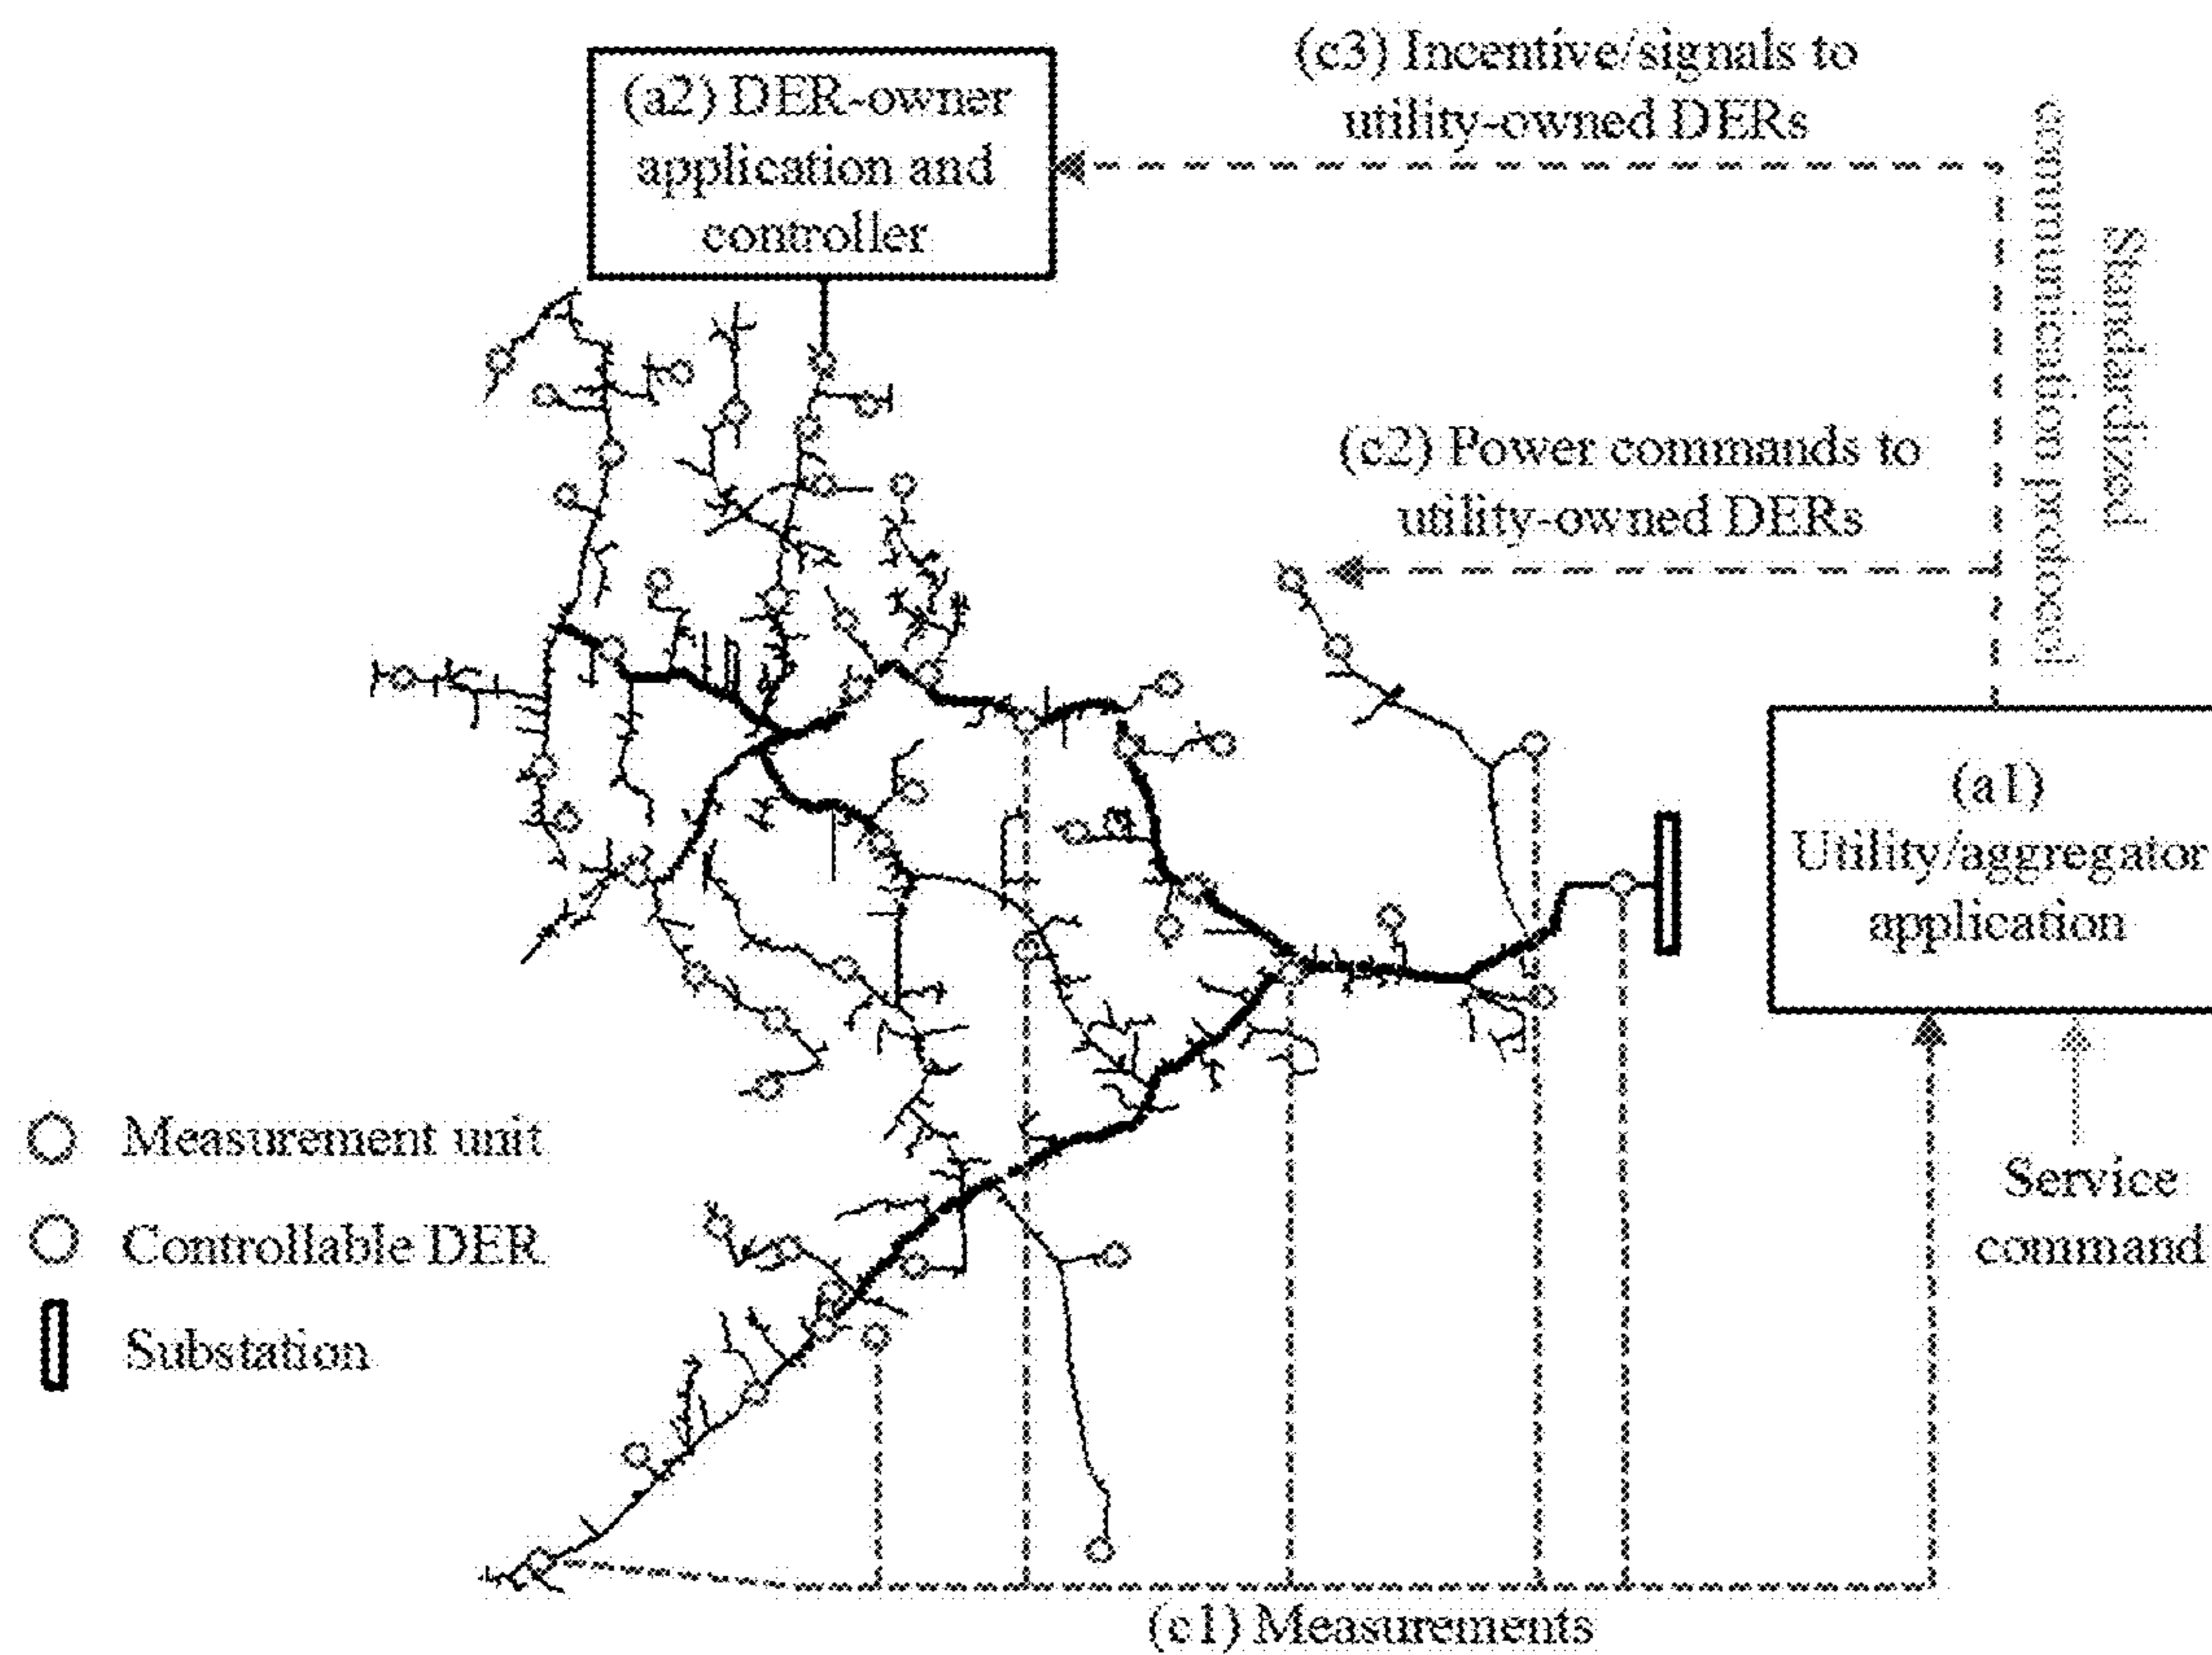 (a2) DER-owner
application and
controller
(c3) Incentive/signals to
utility-owned DERs
Standardized
communication protocol
(c2) Power commands to
utility-owned DERs
(a1)
Utility/aggregator
application
Measurement unit
Controllable DER
Substation
Service
command
(c1) Measurements